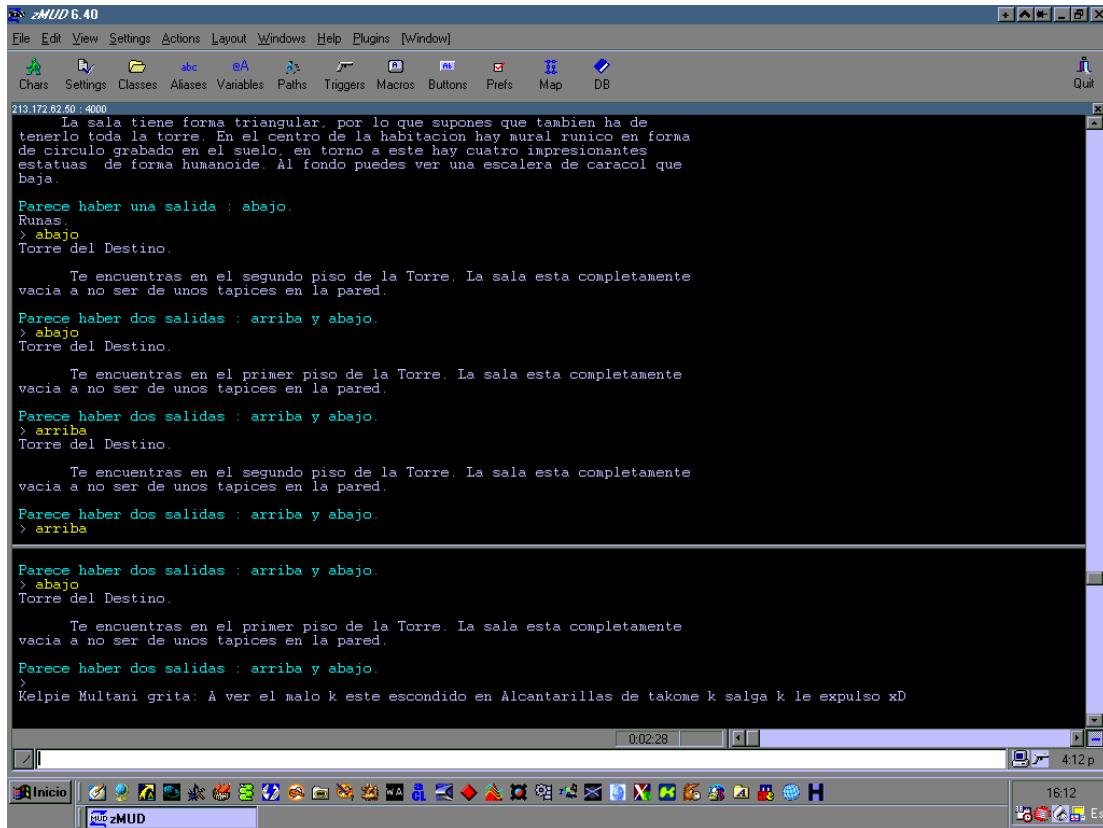 zMUD 6.40
File Edit View Settings Actions Layout Windows Help Plugins [Window]
Chars Settings Classes Aliases Variables Paths Triggers Macros Buttons Prefs Map DB Quit
213.172.62.50 : 4000
La sala tiene forma triangular, por lo que supones que tambien ha de
tenerlo toda la torre. En el centro de la habitacion hay mural runico en forma
de circulo grabado en el suelo, en torno a este hay cuatro impresionantes
estatuas de forma humanoide. Al fondo puedes ver una escalera de caracol que
baja.
Parece haber una salida : abajo.
Runas.
> abajo
Torre del Destino.
Te encuentras en el segundo piso de la Torre. La sala esta completamente
vacia a no ser de unos tapices en la pared.
Parece haber dos salidas : arriba y abajo.
> abajo
Torre del Destino.
Te encuentras en el primer piso de la Torre. La sala esta completamente
vacia a no ser de unos tapices en la pared.
Parece haber dos salidas : arriba y abajo.
> arriba
Torre del Destino.
Te encuentras en el segundo piso de la Torre. La sala esta completamente
vacia a no ser de unos tapices en la pared.
Parece haber dos salidas : arriba y abajo.
> arriba
Parece haber dos salidas : arriba y abajo.
> abajo
Torre del Destino.
Te encuentras en el primer piso de la Torre. La sala esta completamente
vacia a no ser de unos tapices en la pared.
Parece haber dos salidas : arriba y abajo.
>
Kelpie Multani grita: A ver el malo k este escondido en Alcantarillas de takome k salga k le expulso xD
0:02:28
4:12 p
Inicio
16:12
zMUD
Es